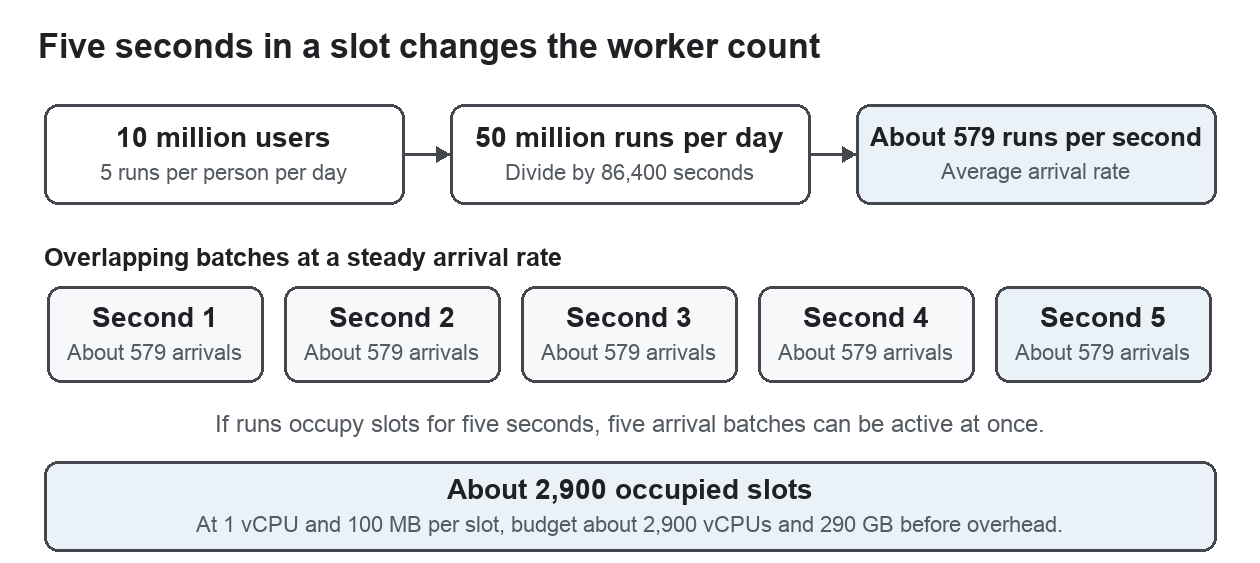 Five seconds in a slot changes the worker count
10 million users
5 runs per person per day
50 million runs per day
Divide by 86,400 seconds
About 579 runs per second
Average arrival rate
Overlapping batches at a steady arrival rate
Second 1
About 579 arrivals
Second 2
About 579 arrivals
Second 3
About 579 arrivals
Second 4
About 579 arrivals
Second 5
About 579 arrivals
If runs occupy slots for five seconds, five arrival batches can be active at once.
About 2,900 occupied slots
At 1 vCPU and 100 MB per slot, budget about 2,900 vCPUs and 290 GB before overhead.